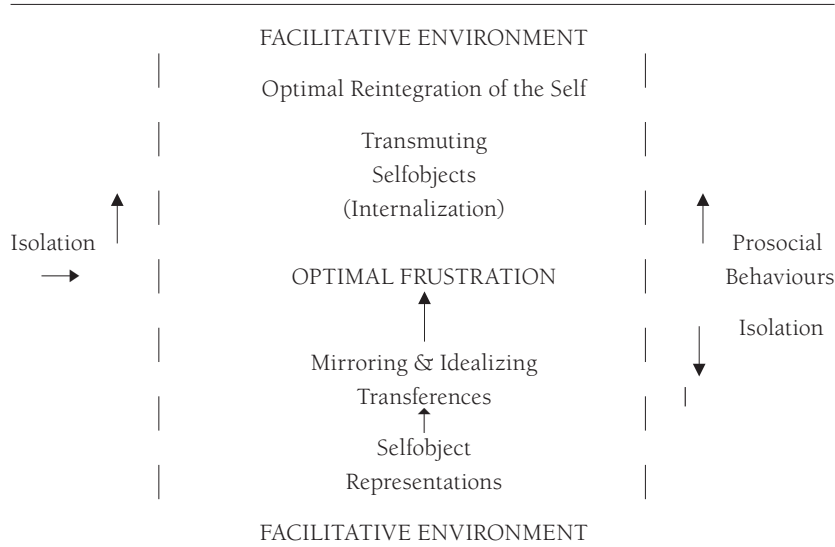 FACILITATIVE ENVIRONMENT
Optimal Reintegration of the Self
Transmuting
Selfobjects
(Internalization)
Isolation
Prosocial
Behaviours
OPTIMAL FRUSTRATION
Isolation
Mirroring & Idealizing
Transferences
Selfobject
Representations
FACILITATIVE ENVIRONMENT